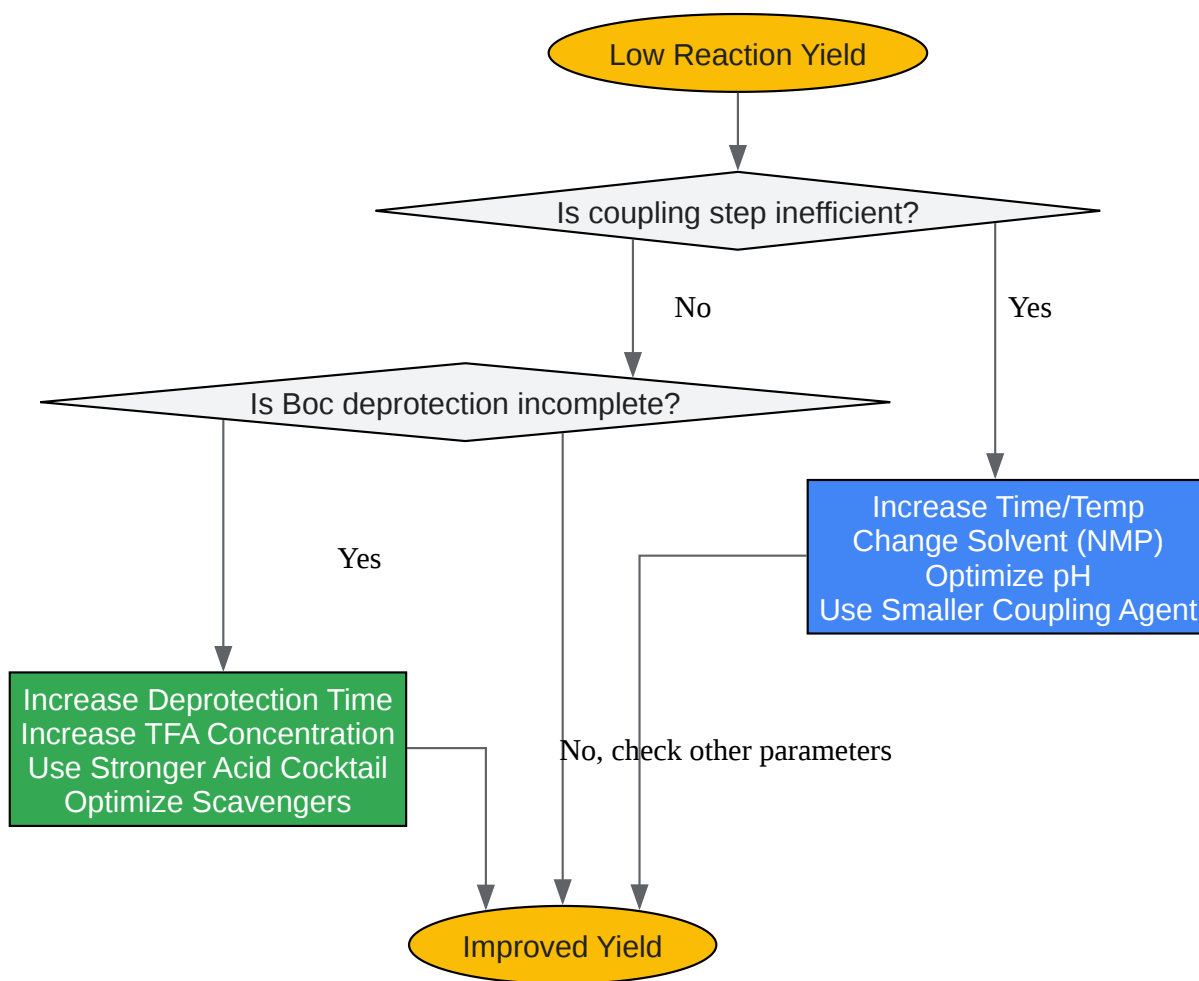 Low Reaction Yield
Is coupling step inefficient?
No
Yes
Is Boc deprotection incomplete?
Increase Time/Temp
Change Solvent (NMP)
Optimize pH
Use Smaller Coupling Agent
Yes
Increase Deprotection Time
Increase TFA Concentration
Use Stronger Acid Cocktail
Optimize Scavengers
No, check other parameters
Improved Yield